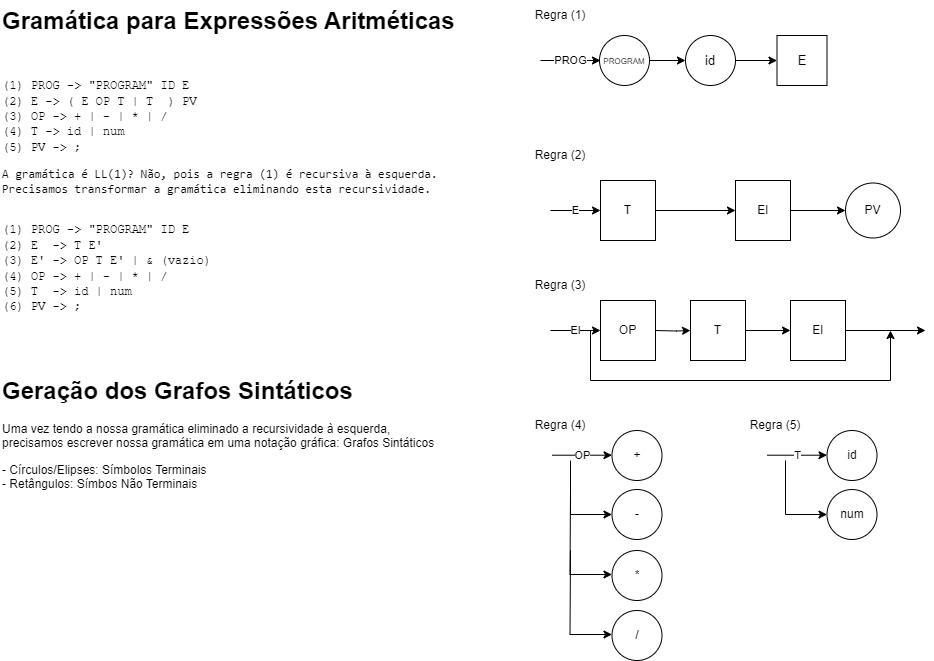 Gramática para Expressões Aritméticas
(1) PROG -> "PROGRAM" ID E
(2) E -> ( E OP T | T  ) PV
(3) OP -> + | - | * | /
(4) T -> id | num
(5) PV -> ;
A gramática é LL(1)? Não, pois a regra (1) é recursiva à esquerda.
Precisamos transformar a gramática eliminando esta recursividade.
(1) PROG -> "PROGRAM" ID E
(2) E  -> T E'
(3) E' -> OP T E' | & (vazio)
(4) OP -> + | - | * | /
(5) T  -> id | num
(6) PV -> ;
Geração dos Grafos Sintáticos
Uma vez tendo a nossa gramática eliminado a recursividade à esquerda,
precisamos escrever nossa gramática em uma notação gráfica: Grafos Sintáticos
- Círculos/Elipses: Símbolos Terminais
- Retângulos: Símbos Não Terminais
Regra (1)
PROG PROGRAM id E
Regra (2)
E T EI PV
Regra (3)
EI OP T EI
Regra (4)
OP +
-
*
/
Regra (5)
T id
num